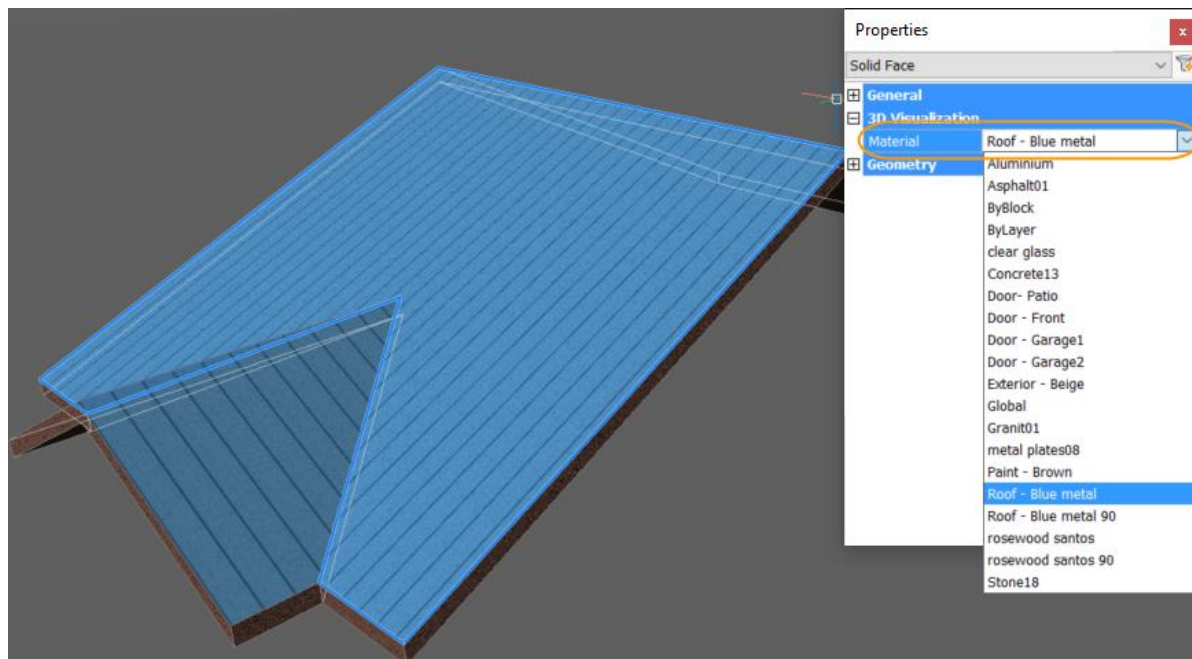 Properties
x
Solid Face
General
3D Visualization
Material Roof - Blue metal
Geometry
Aluminium
Asphalt01
ByBlock
ByLayer
clear glass
Concrete13
Door- Patio
Door - Front
Door - Garage1
Door - Garage2
Exterior - Beige
Global
Granit01
metal plates08
Paint - Brown
Roof - Blue metal
Roof - Blue metal 90
rosewood santos
rosewood santos 90
Stone18